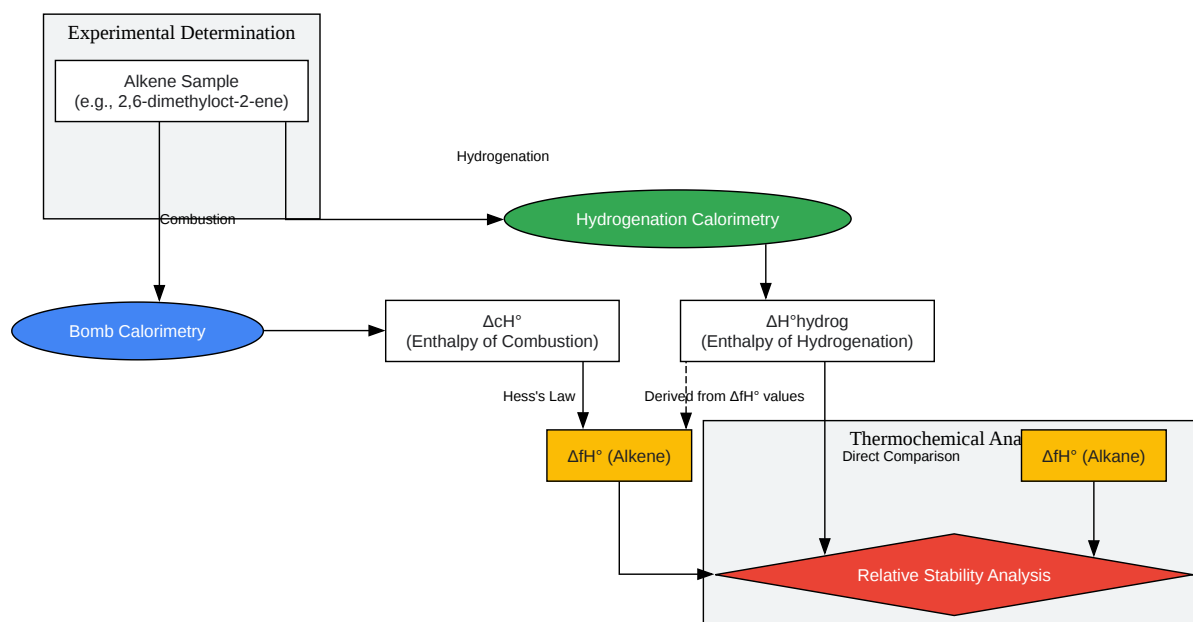 Experimental Determination
Alkene Sample
(e.g., 2,6-dimethyloct-2-ene)
Hydrogenation
Combustion
Hydrogenation Calorimetry
Bomb Calorimetry
ΔcH°
(Enthalpy of Combustion)
ΔH°hydrog
(Enthalpy of Hydrogenation)
Hess's Law
Derived from ΔfH° values
Thermochemical Ana
Direct Comparison
ΔfH° (Alkene)
ΔfH° (Alkane)
Relative Stability Analysis